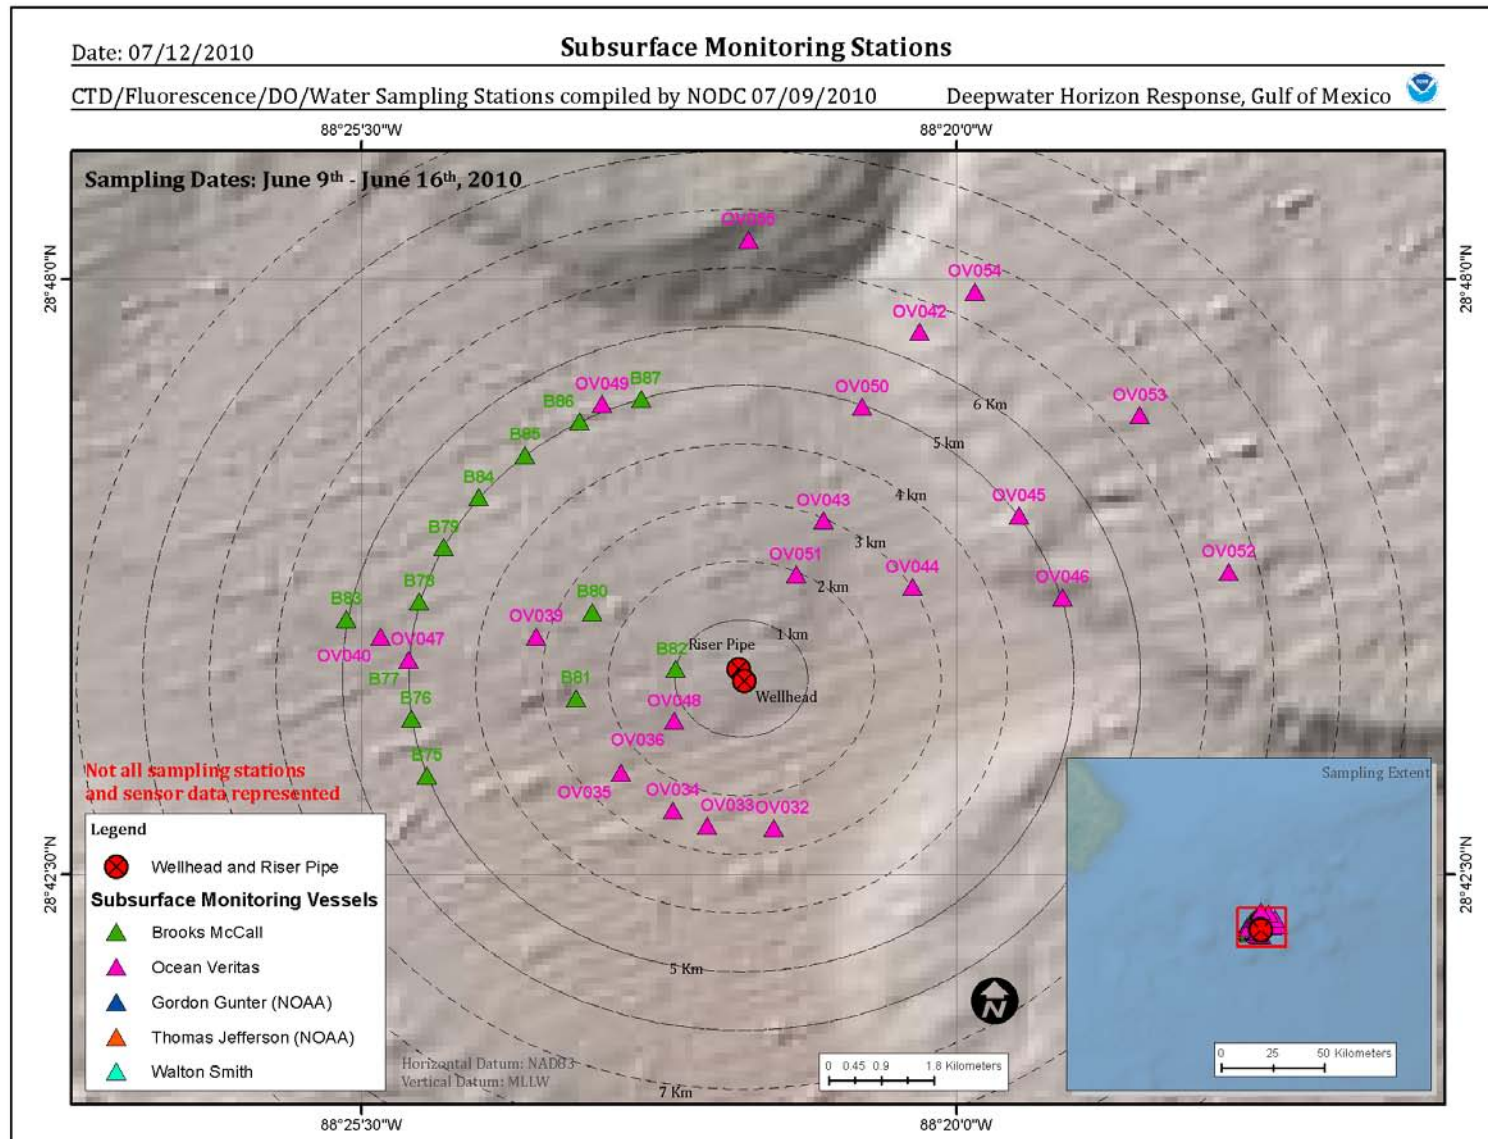 Date: 07/12/2010
Subsurface Monitoring Stations
CTD/Fluorescence/DO/Water Sampling Stations compiled by NODC 07/09/2010
Deepwater Horizon Response, Gulf of Mexico
88°25'30"W
88°20'0"W
Sampling Dates: June 9th - June 16th, 2010
28°48'0"N
28°48'0"N
OV055
OV054
OV042
OV049
B87
B86
OV050
OV053
6 Km
B85
5 km
B84
4 km
OV043
OV045
B79
3 km
OV051
OV044
OV052
2 km
OV046
B78
B83
B80
OV039
1 km
OV047
OV040
Riser Pipe
B82
B77
B81
Wellhead
B76
OV048
OV036
B75
OV035
OV034
OV033
OV032
Not all sampling stations
and sensor data represented
Legend
Wellhead and Riser Pipe
Subsurface Monitoring Vessels
Brooks McCall
Ocean Veritas
Gordon Gunter (NOAA)
Thomas Jefferson (NOAA)
Walton Smith
28°42'30"N
28°42'30"N
5 Km
7 Km
N
Horizontal Datum: NAD83
Vertical Datum: MLLW
0 0.45 0.9 1.8 Kilometers
Sampling Extent
0 25 50 Kilometers
88°25'30"W
88°20'0"W